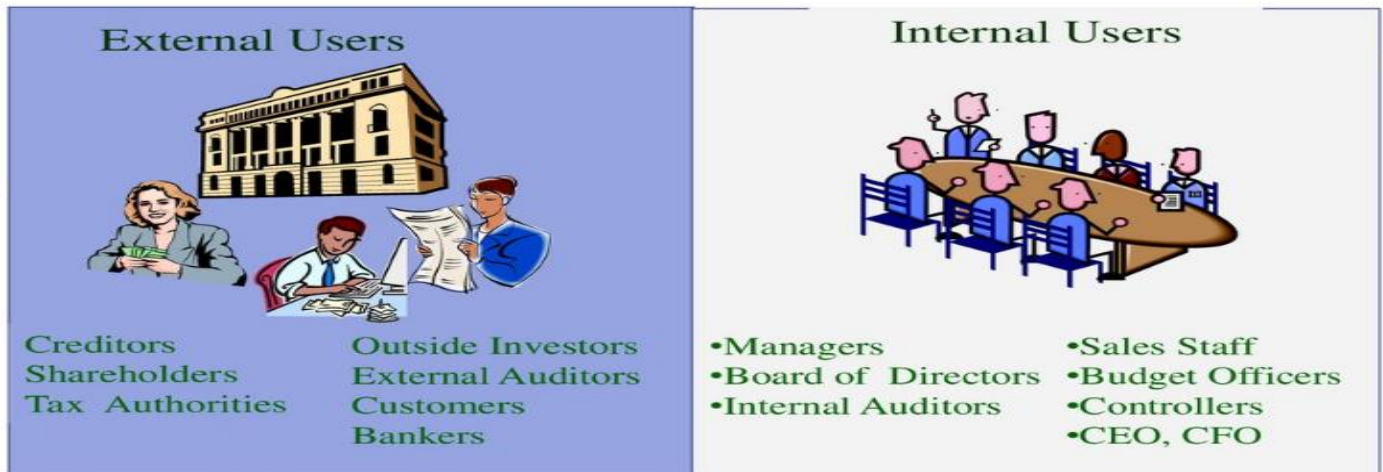 External Users
Creditors
Shareholders
Tax Authorities
Outside Investors
External Auditors
Customers
Bankers
Internal Users
•Managers
•Board of Directors
•Internal Auditors
•Sales Staff
•Budget Officers
•Controllers
•CEO, CFO